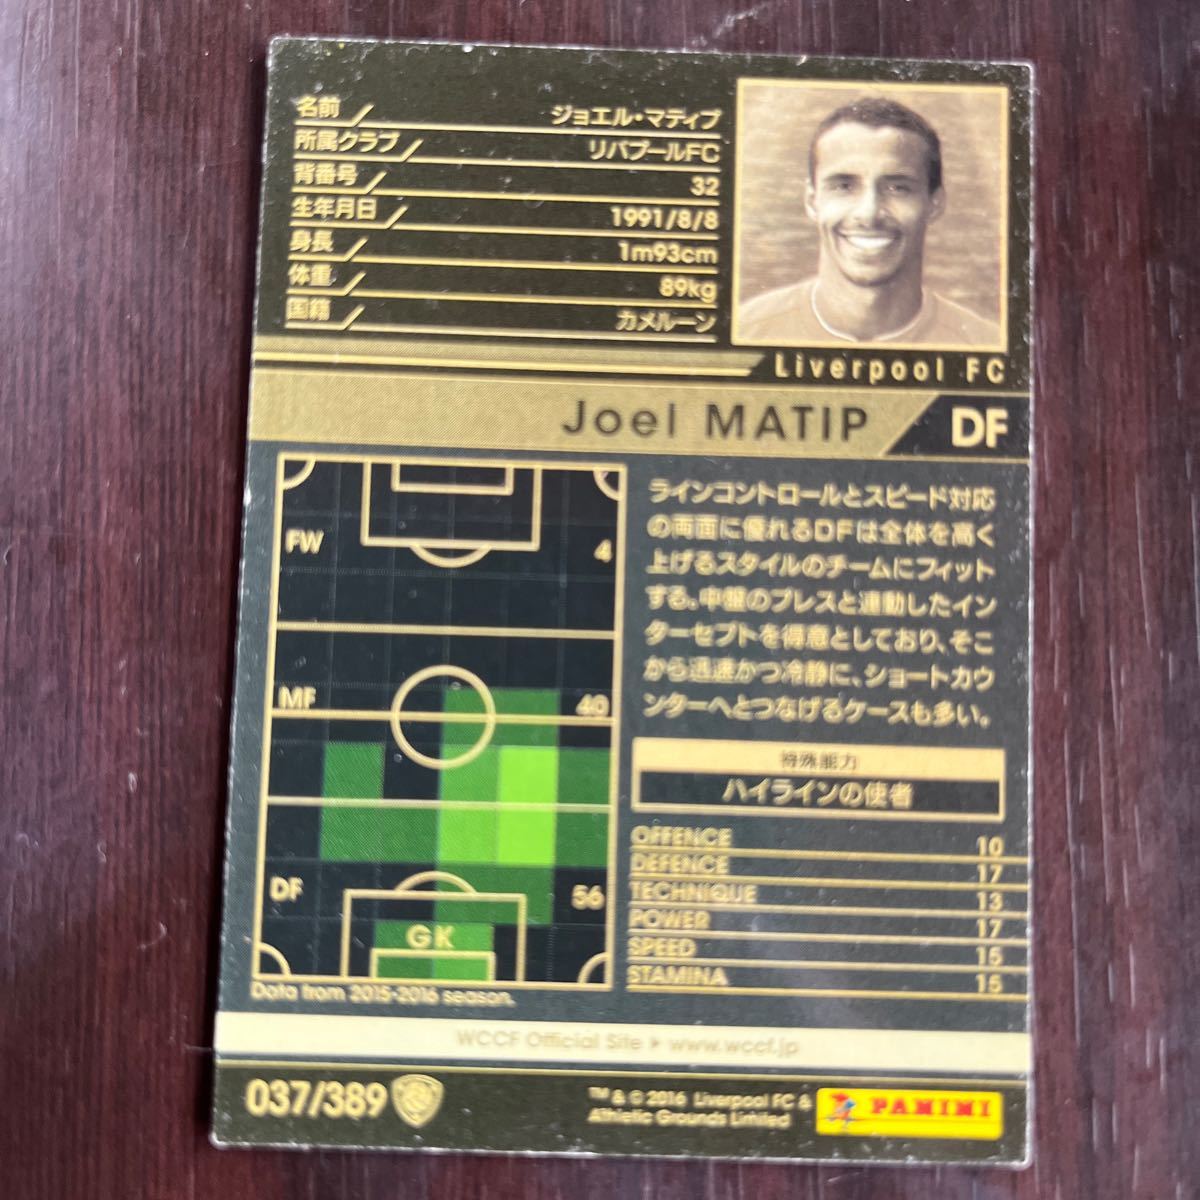 名前 ジョエル・マティプ
所属クラブ リバプールFC
背番号 32
生年月日 1991/8/8
身長 1m93cm
体重 89kg
国籍 カメルーン
Liverpool FC
Joel MATIP DF
FW 4
MF 40
DF 56
GK
Data from 2015-2016 season.
ラインコントロールとスピード対応
の両面に優れるDFは全体を高く
上げるスタイルのチームにフィット
する。中盤のプレスと連動したイン
ターセプトを得意としており、そこ
から迅速かつ冷静に、ショートカウ
ンターへとつなげるケースも多い。
特殊能力
ハイラインの使者
OFFENCE 10
DEFENCE 17
TECHNIQUE 13
POWER 17
SPEED 15
STAMINA 15
WCCF Official Site ▶ www.wccf.jp
037/389
™ & © 2016 Liverpool FC &
Athletic Grounds Limited
PANINI